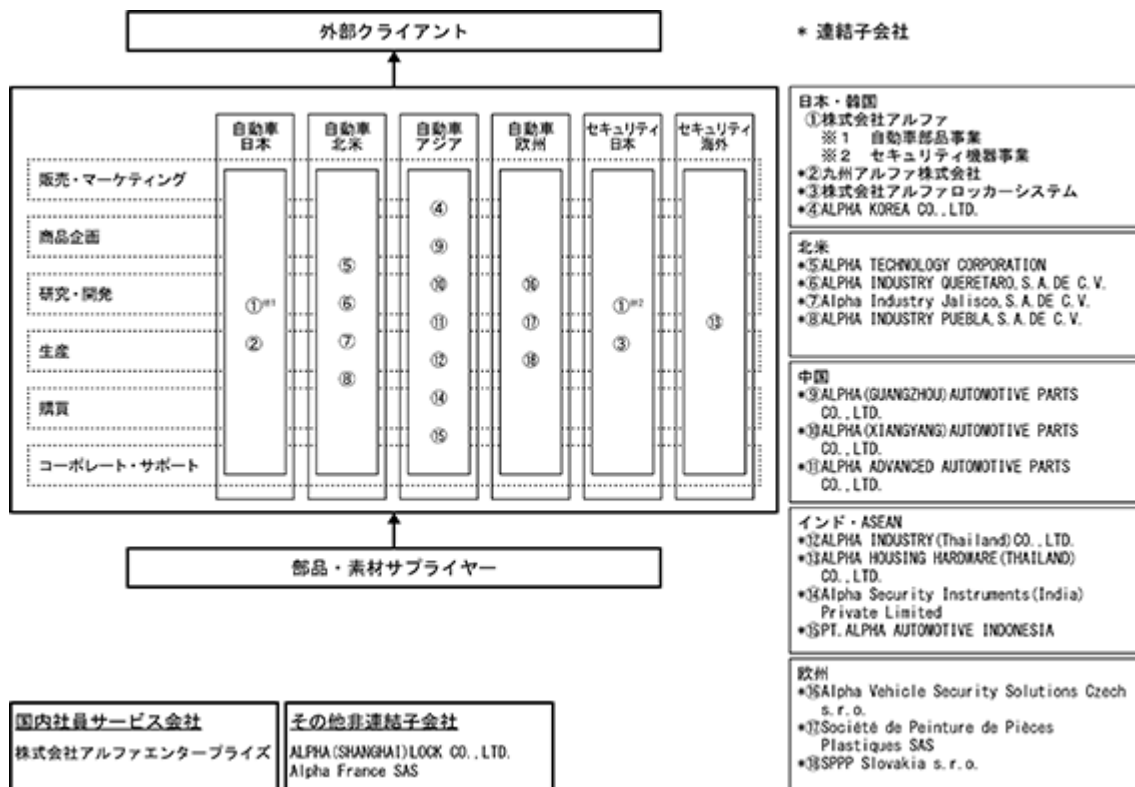 外部クライアント
* 連結子会社
自動車
日本
自動車
北米
自動車
アジア
自動車
欧州
セキュリティ
日本
セキュリティ
海外
販売・マーケティング
商品企画
研究・開発
生産
購買
コーポレート・サポート
①※1
②
⑤
⑥
⑦
⑧
④
⑨
⑩
⑪
⑫
⑭
⑮
⑯
⑰
⑱
①※2
③
⑬
部品・素材サプライヤー
日本・韓国
①株式会社アルファ
※1 自動車部品事業
※2 セキュリティ機器事業
*②九州アルファ株式会社
*③株式会社アルファロッカーシステム
*④ALPHA KOREA CO.,LTD.
北米
*⑤ALPHA TECHNOLOGY CORPORATION
*⑥ALPHA INDUSTRY QUERETARO,S.A.DE C.V.
*⑦Alpha Industry Jalisco,S.A.DE C.V.
*⑧ALPHA INDUSTRY PUEBLA,S.A.DE C.V.
中国
*⑨ALPHA(GUANGZHOU)AUTOMOTIVE PARTS
CO.,LTD.
*⑩ALPHA(XIANGYANG)AUTOMOTIVE PARTS
CO.,LTD.
*⑪ALPHA ADVANCED AUTOMOTIVE PARTS
CO.,LTD.
インド・ASEAN
*⑫ALPHA INDUSTRY(Thailand)CO.,LTD.
*⑬ALPHA HOUSING HARDWARE(THAILAND)
CO.,LTD.
*⑭Alpha Security Instruments(India)
Private Limited
*⑮PT.ALPHA AUTOMOTIVE INDONESIA
欧州
*⑯Alpha Vehicle Security Solutions Czech
s.r.o.
*⑰Société de Peinture de Pièces
Plastiques SAS
*⑱SPPP Slovakia s.r.o.
国内社員サービス会社
株式会社アルファエンタープライズ
その他非連結子会社
ALPHA(SHANGHAI)LOCK CO.,LTD.
Alpha France SAS